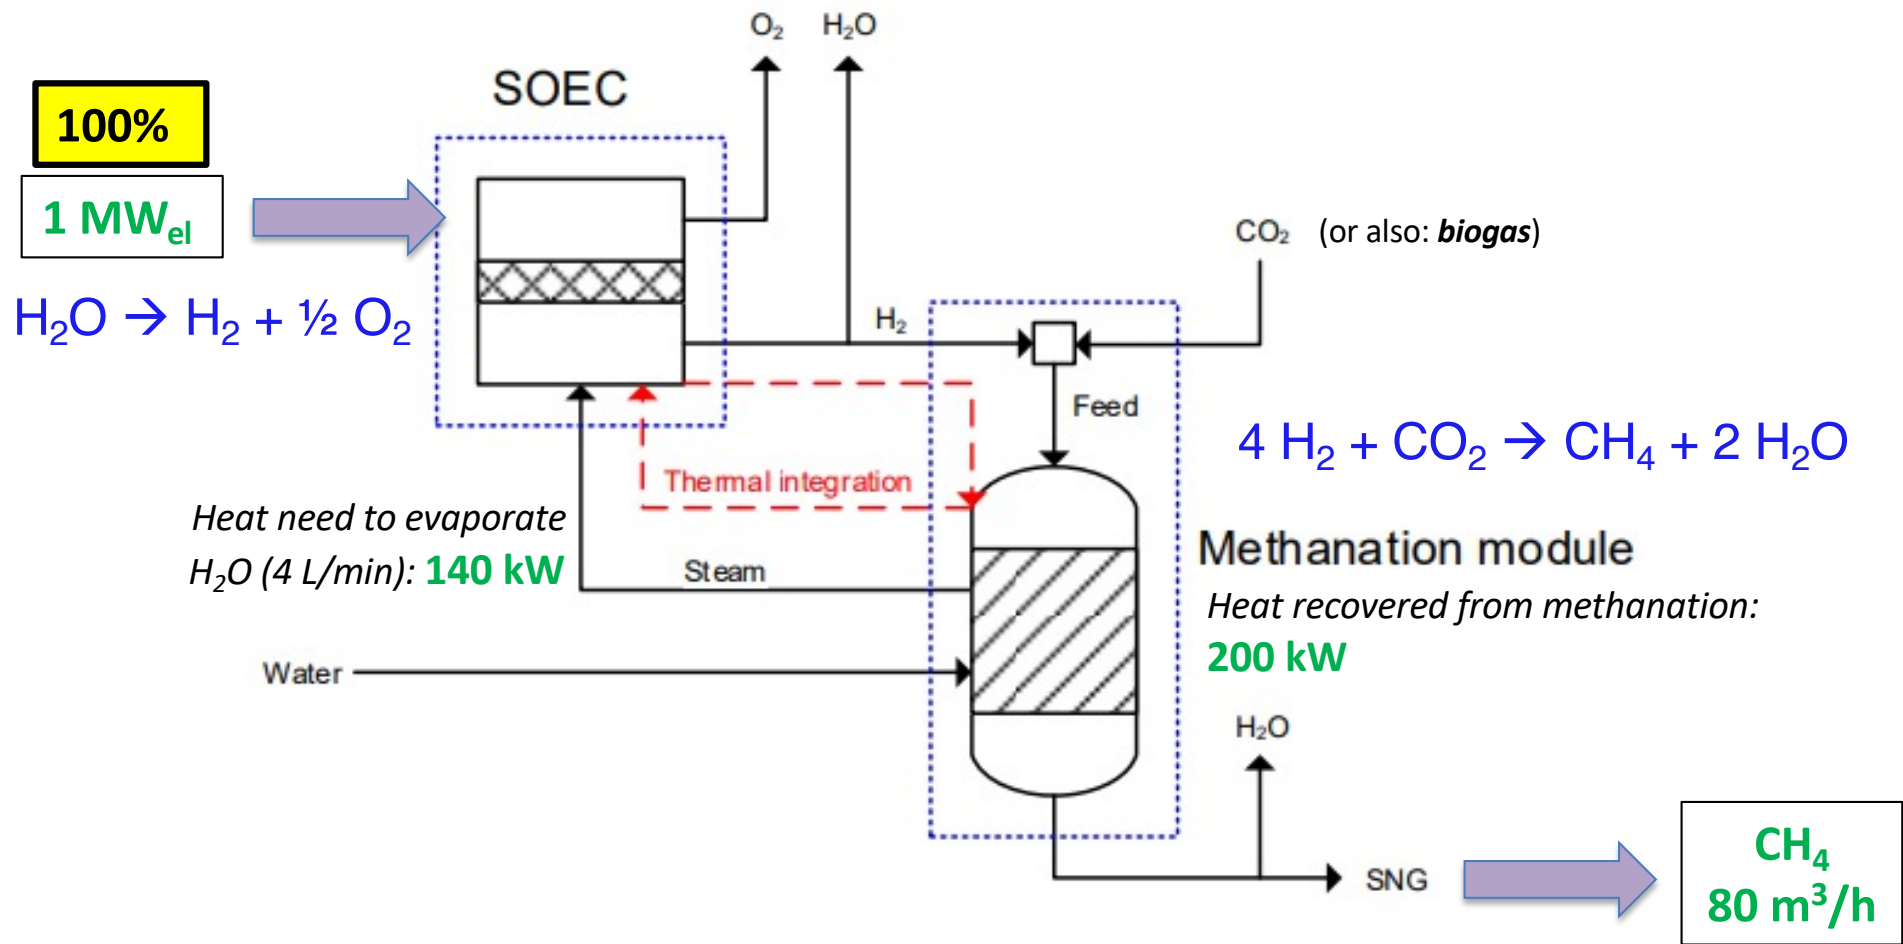 O₂ H₂O
SOEC
100%
1 MWₑₗ
CO₂ (or also: biogas)
H₂O → H₂ + ½ O₂
H₂
Feed
4 H₂ + CO₂ → CH₄ + 2 H₂O
Thermal integration
Heat need to evaporate
H₂O (4 L/min): 140 kW
Steam
Methanation module
Heat recovered from methanation:
200 kW
Water
H₂O
SNG
CH₄
80 m³/h